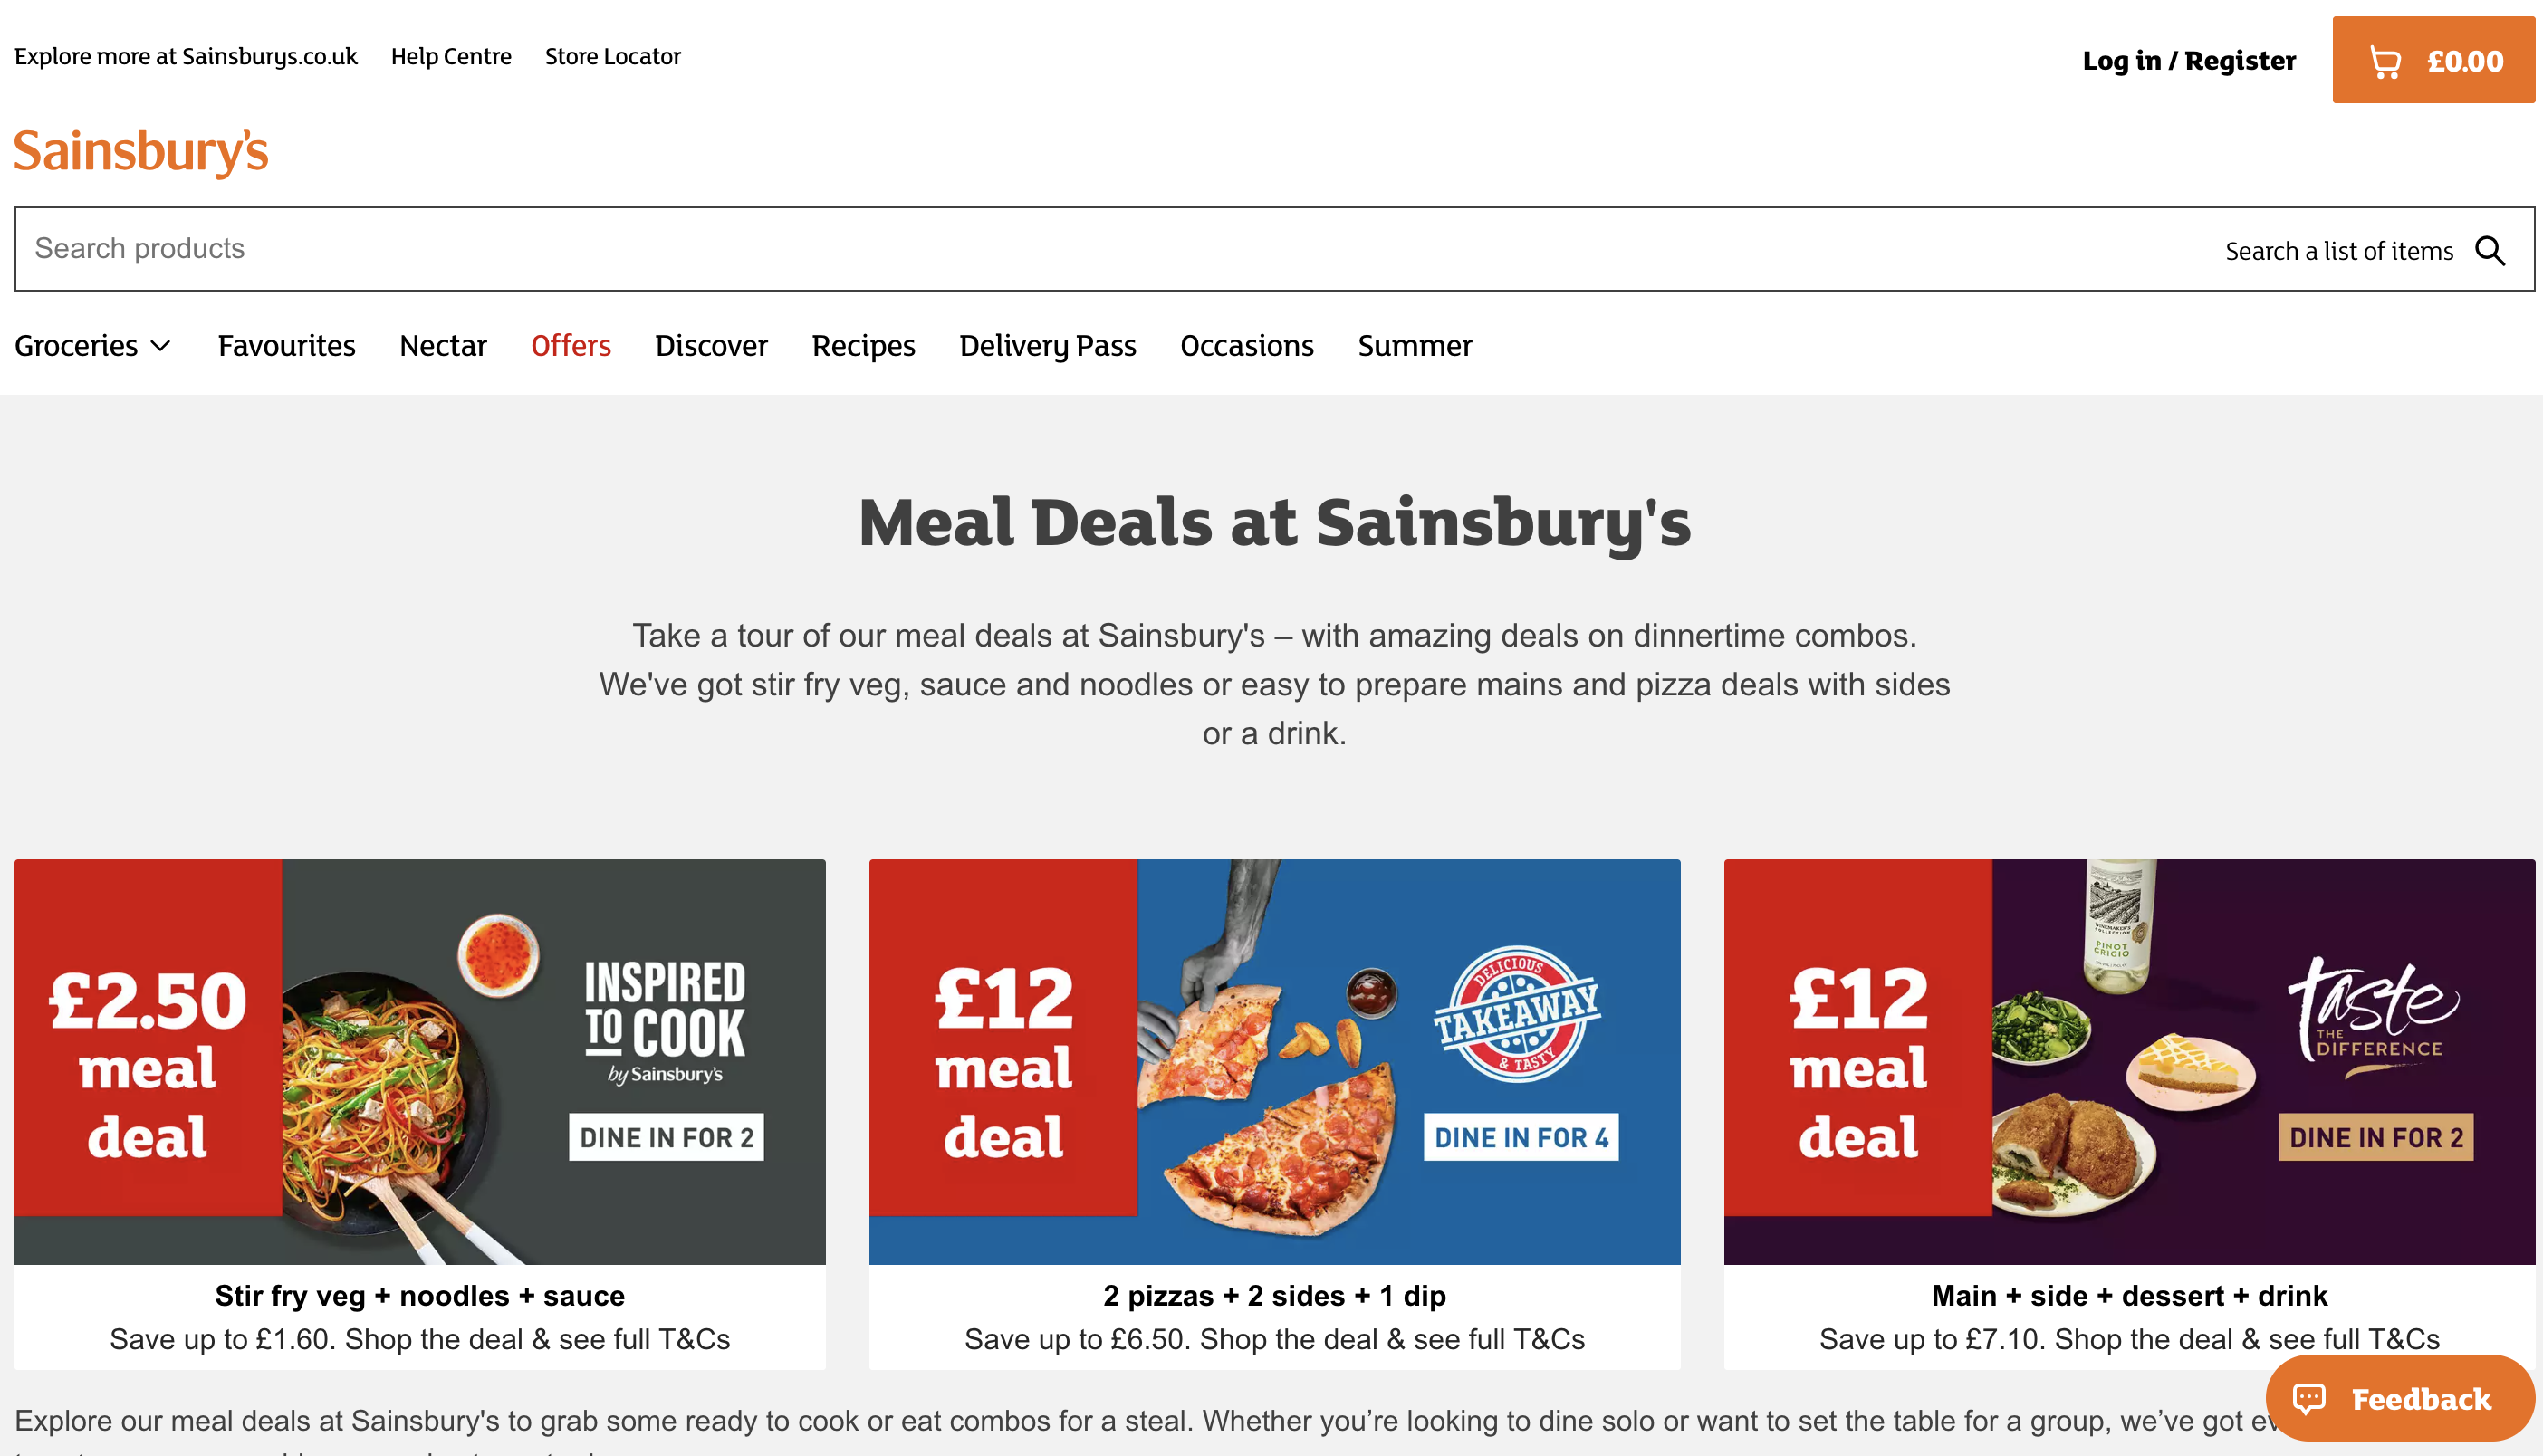 Explore more at Sainsburys.co.uk Help Centre Store Locator
Log in / Register £0.00
Sainsbury's
Search products Search a list of items
Groceries Favourites Nectar Offers Discover Recipes Delivery Pass Occasions Summer
Meal Deals at Sainsbury's
Take a tour of our meal deals at Sainsbury's – with amazing deals on dinnertime combos.
We've got stir fry veg, sauce and noodles or easy to prepare mains and pizza deals with sides
or a drink.
£2.50
meal
deal
INSPIRED
TO COOK
by Sainsbury's
DINE IN FOR 2
Stir fry veg + noodles + sauce
Save up to £1.60. Shop the deal & see full T&Cs
£12
meal
deal
DELICIOUS
TAKEAWAY
& TASTY
DINE IN FOR 4
2 pizzas + 2 sides + 1 dip
Save up to £6.50. Shop the deal & see full T&Cs
£12
meal
deal
WINEMAKER'S
COLLECTION
PINOT
GRIGIO
taste
THE
DIFFERENCE
DINE IN FOR 2
Main + side + dessert + drink
Save up to £7.10. Shop the deal & see full T&Cs
Feedback
Explore our meal deals at Sainsbury's to grab some ready to cook or eat combos for a steal. Whether you’re looking to dine solo or want to set the table for a group, we’ve got